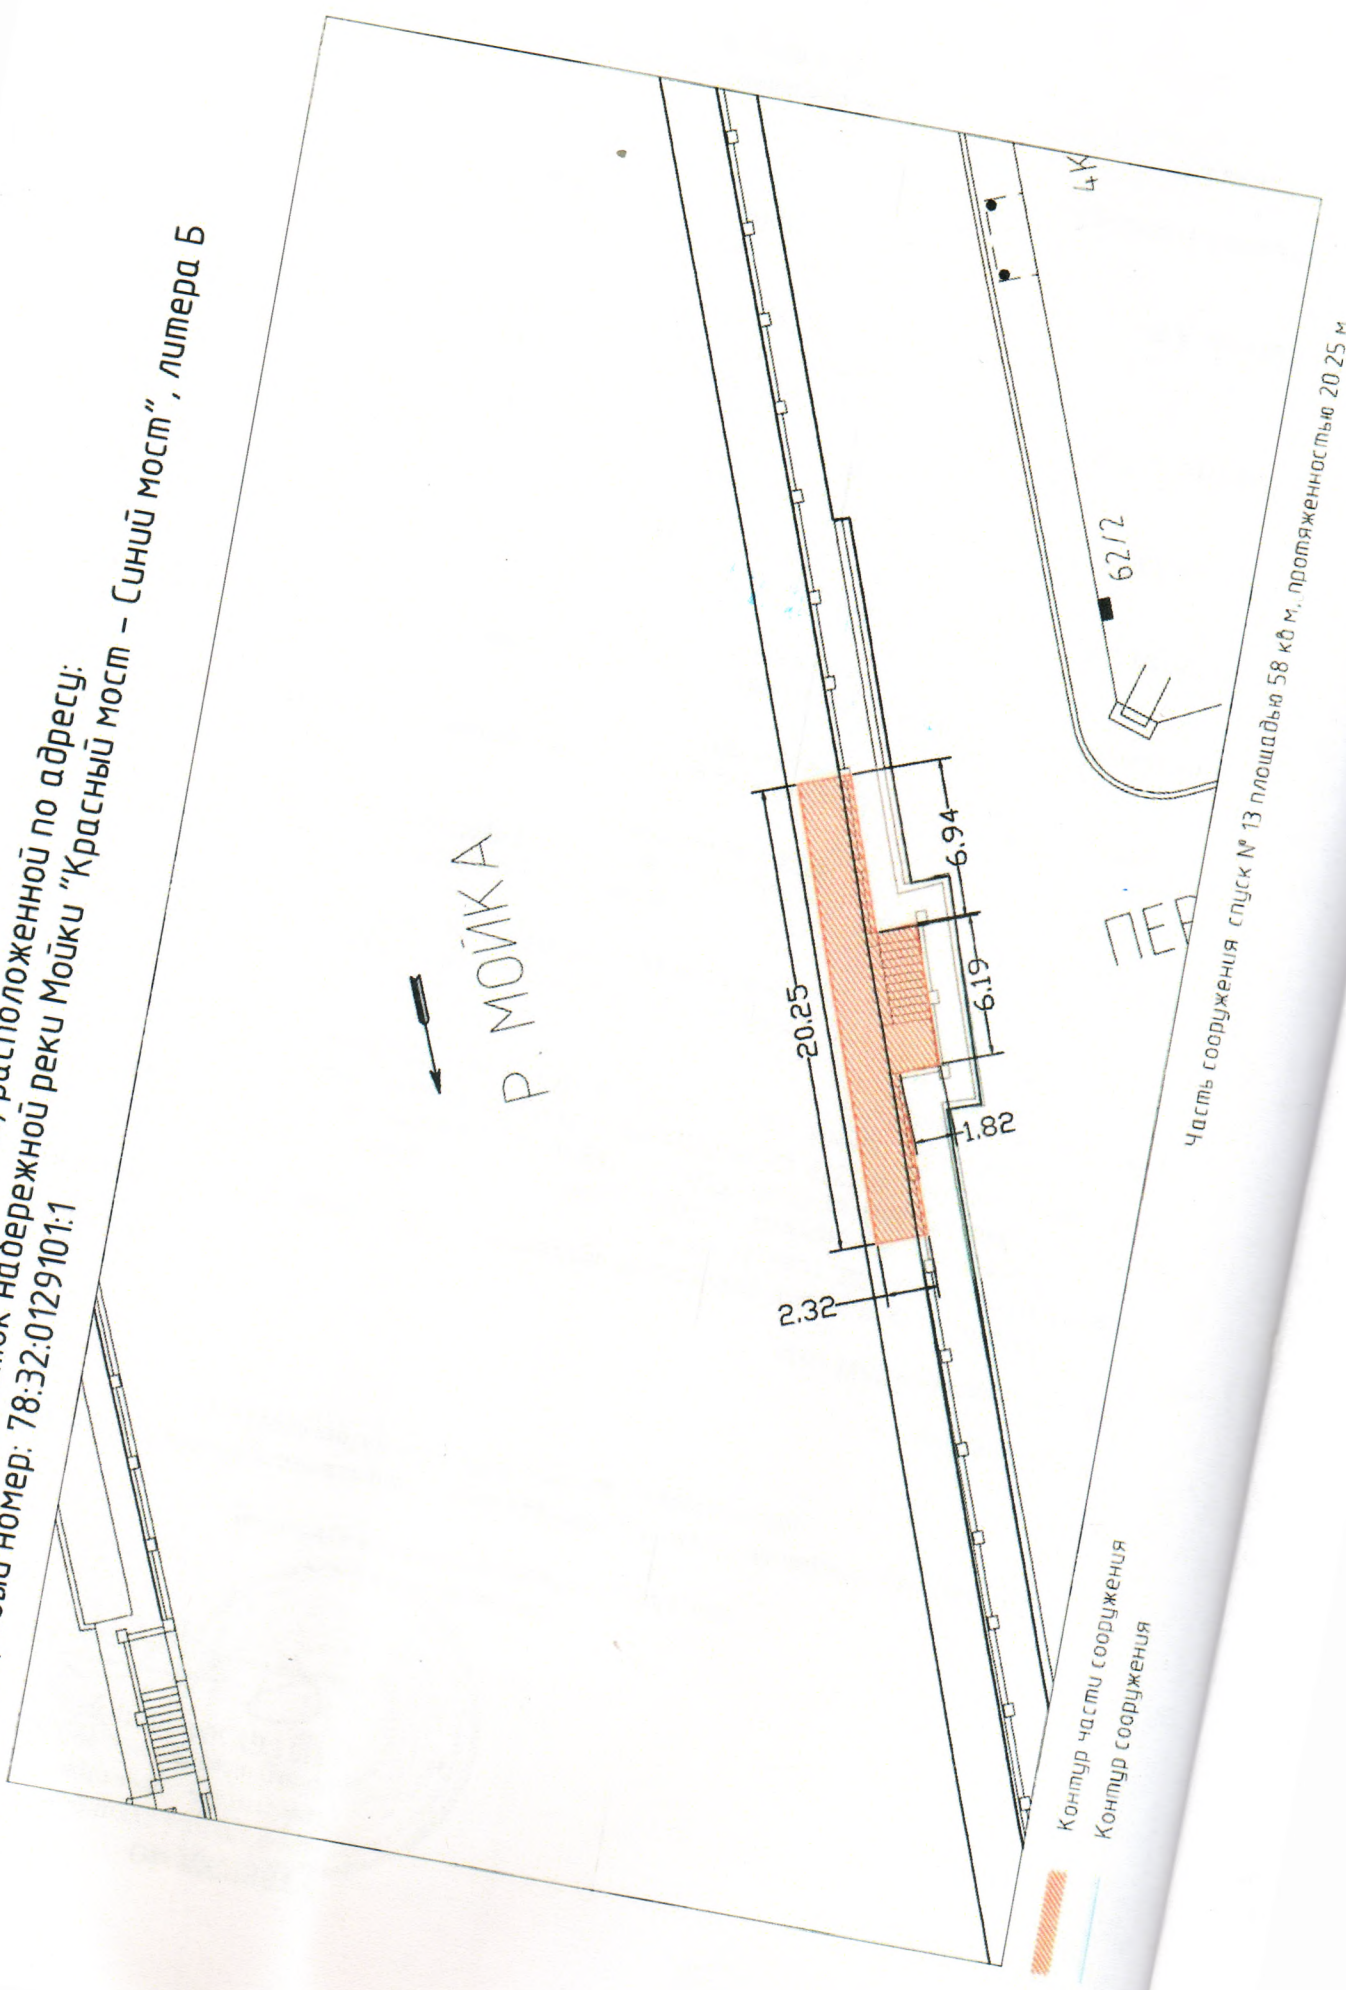 расположенной по адресу:
набережной реки Мойки "Красный мост – Синий мост", литера Б
номер: 78:32:0129101:1
Р. МОЙКА
20.25
6.94
6.19
1.82
2.32
62/2
4К
ПЕР
Часть сооружения спуск № 13 площадью 58 кв м, протяженностью 20 25 м
Контур части сооружения
Контур сооружения